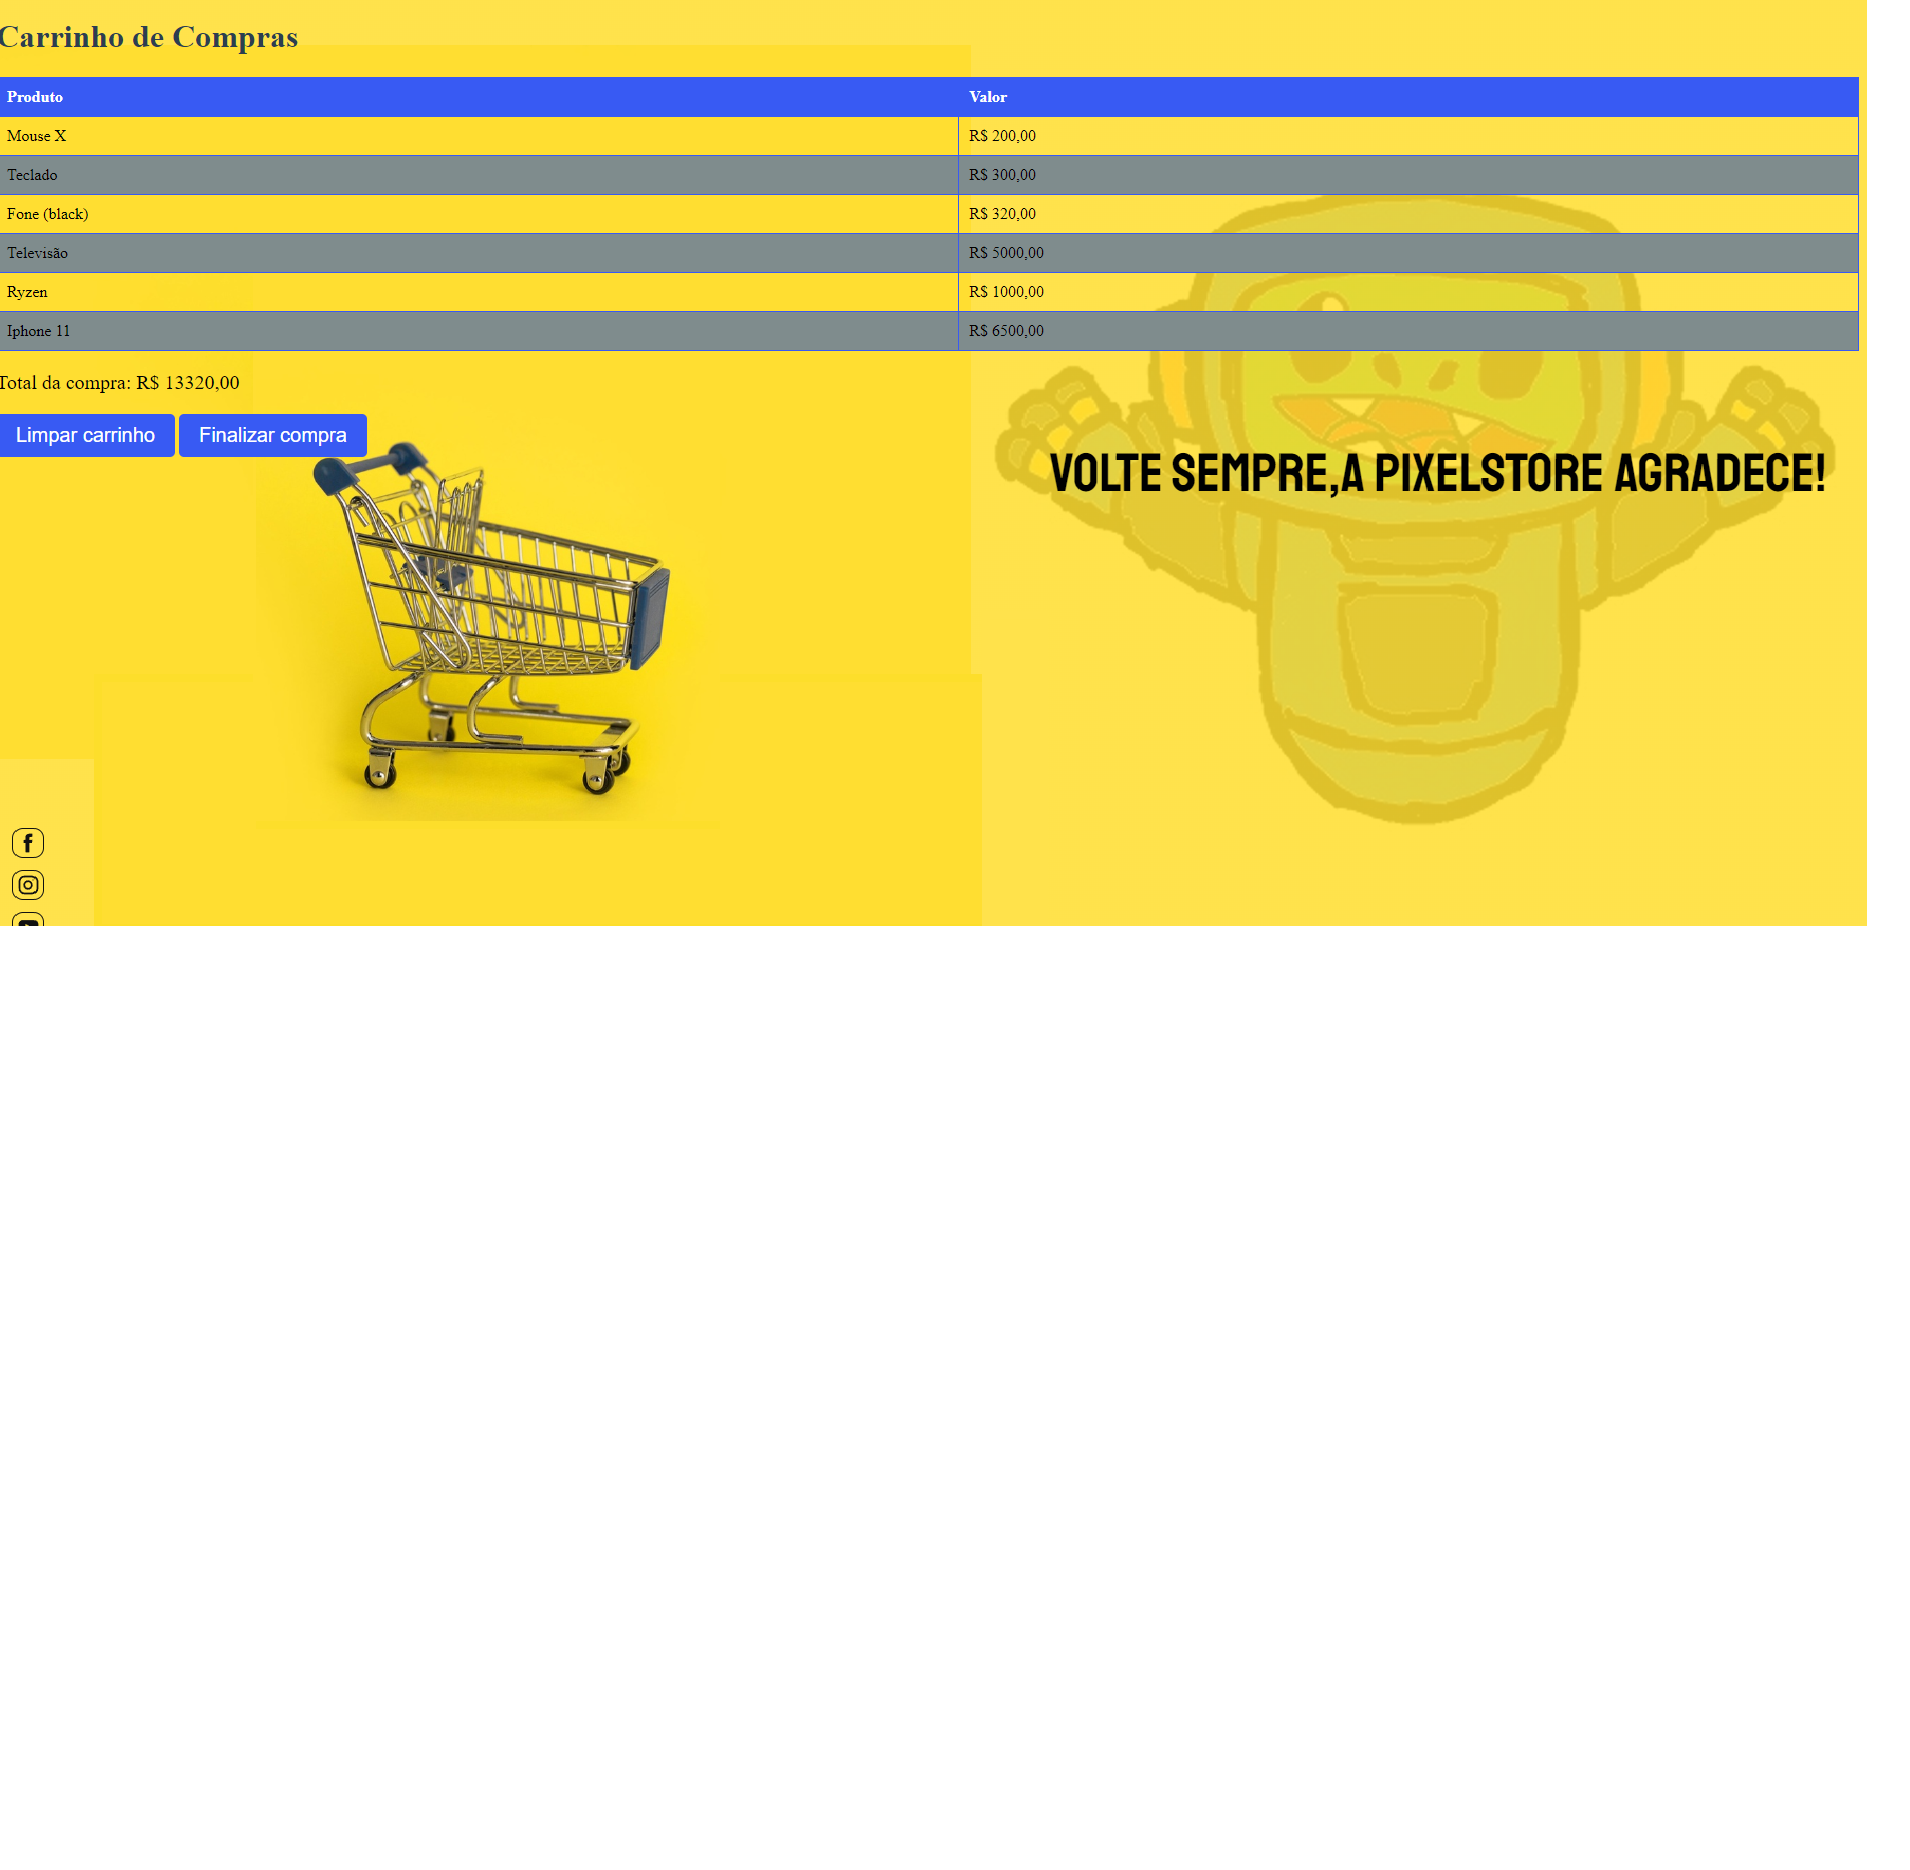 Carrinho de Compras
Produto Valor
Mouse X R$ 200,00
Teclado R$ 300,00
Fone (black) R$ 320,00
Televisão R$ 5000,00
Ryzen R$ 1000,00
Iphone 11 R$ 6500,00
Total da compra: R$ 13320,00
Limpar carrinho Finalizar compra
VOLTE SEMPRE,A PIXELSTORE AGRADECE!